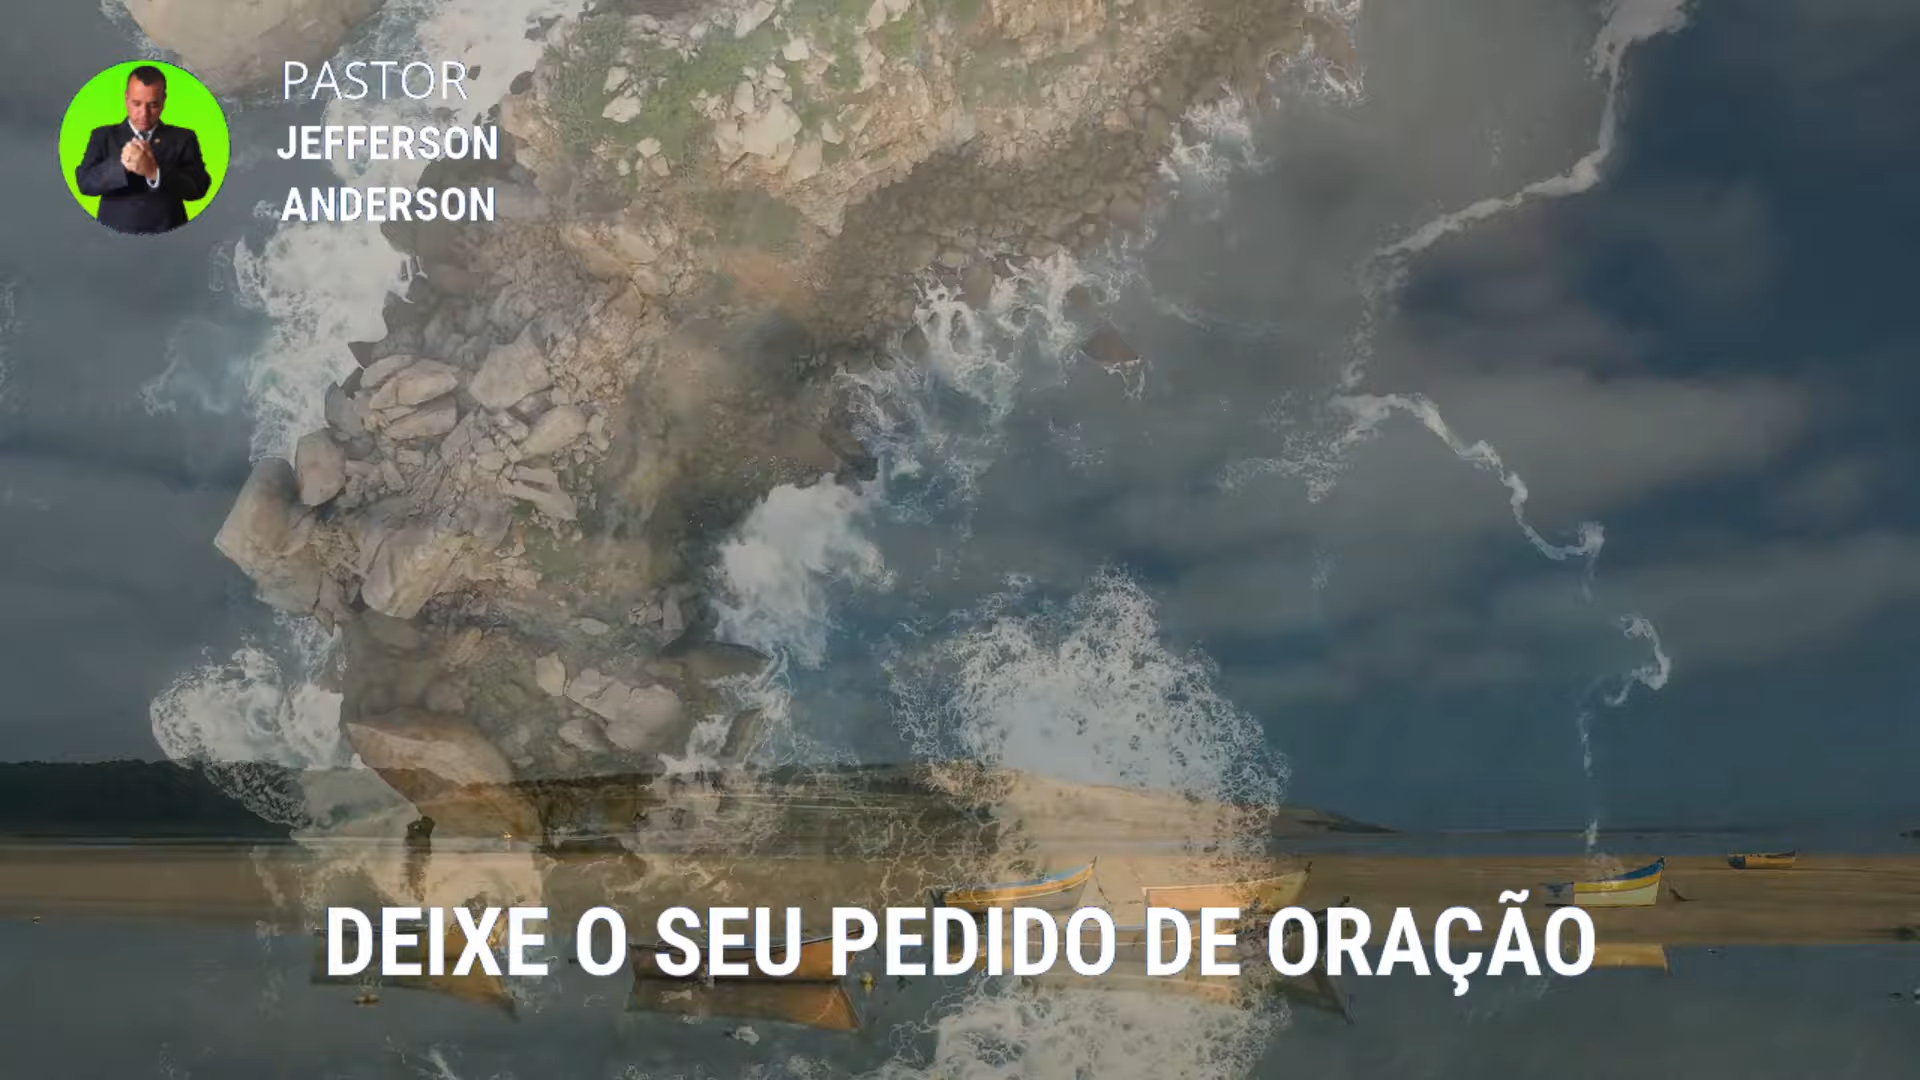 PASTOR
JEFFERSON
ANDERSON
DEIXE O SEU PEDIDO DE ORAÇÃO